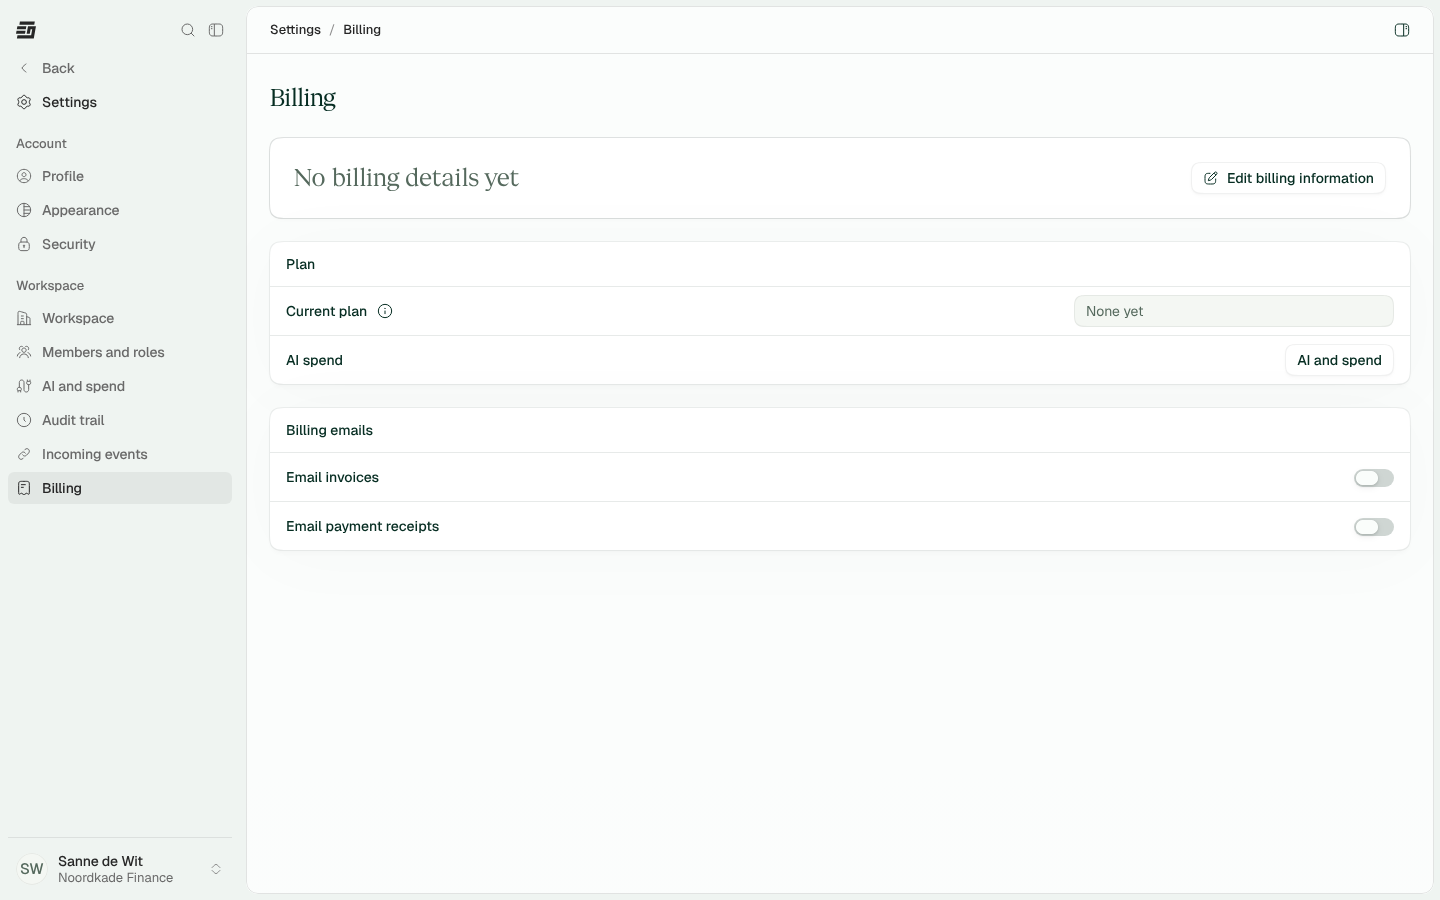 Back
Settings
Account
Profile
Appearance
Security
Workspace
Workspace
Members and roles
AI and spend
Audit trail
Incoming events
Billing
SW
Sanne de Wit
Noordkade Finance
Settings / Billing
Billing
No billing details yet
Edit billing information
Plan
Current plan
None yet
AI spend
AI and spend
Billing emails
Email invoices
Email payment receipts